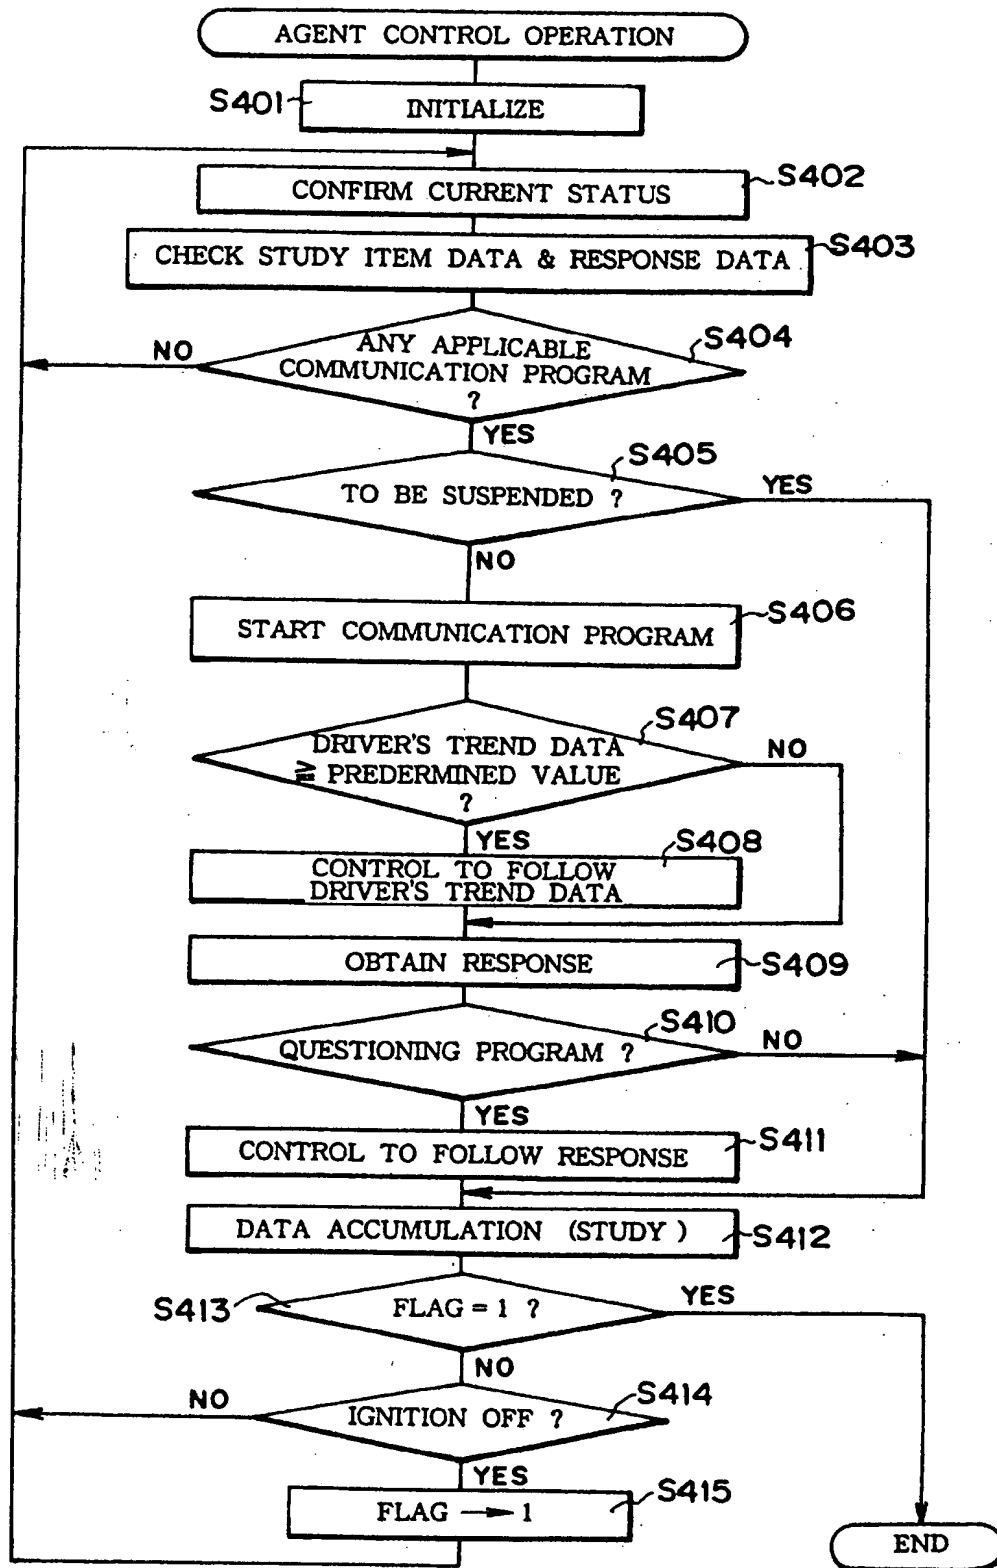 AGENT CONTROL OPERATION
S401
INITIALIZE
CONFIRM CURRENT STATUS
S402
CHECK STUDY ITEM DATA & RESPONSE DATA
S403
NO
ANY APPLICABLE
COMMUNICATION PROGRAM
?
S404
YES
S405
TO BE SUSPENDED ?
YES
NO
START COMMUNICATION PROGRAM
S406
S407
DRIVER'S TREND DATA
≧ PREDERMINED VALUE
?
NO
YES
S408
CONTROL TO FOLLOW
DRIVER'S TREND DATA
OBTAIN RESPONSE
S409
S410
QUESTIONING PROGRAM ?
NO
YES
CONTROL TO FOLLOW RESPONSE
S411
DATA ACCUMULATION (STUDY )
S412
S413
FLAG = 1 ?
YES
NO
NO
IGNITION OFF ?
S414
YES
FLAG → 1
S415
END